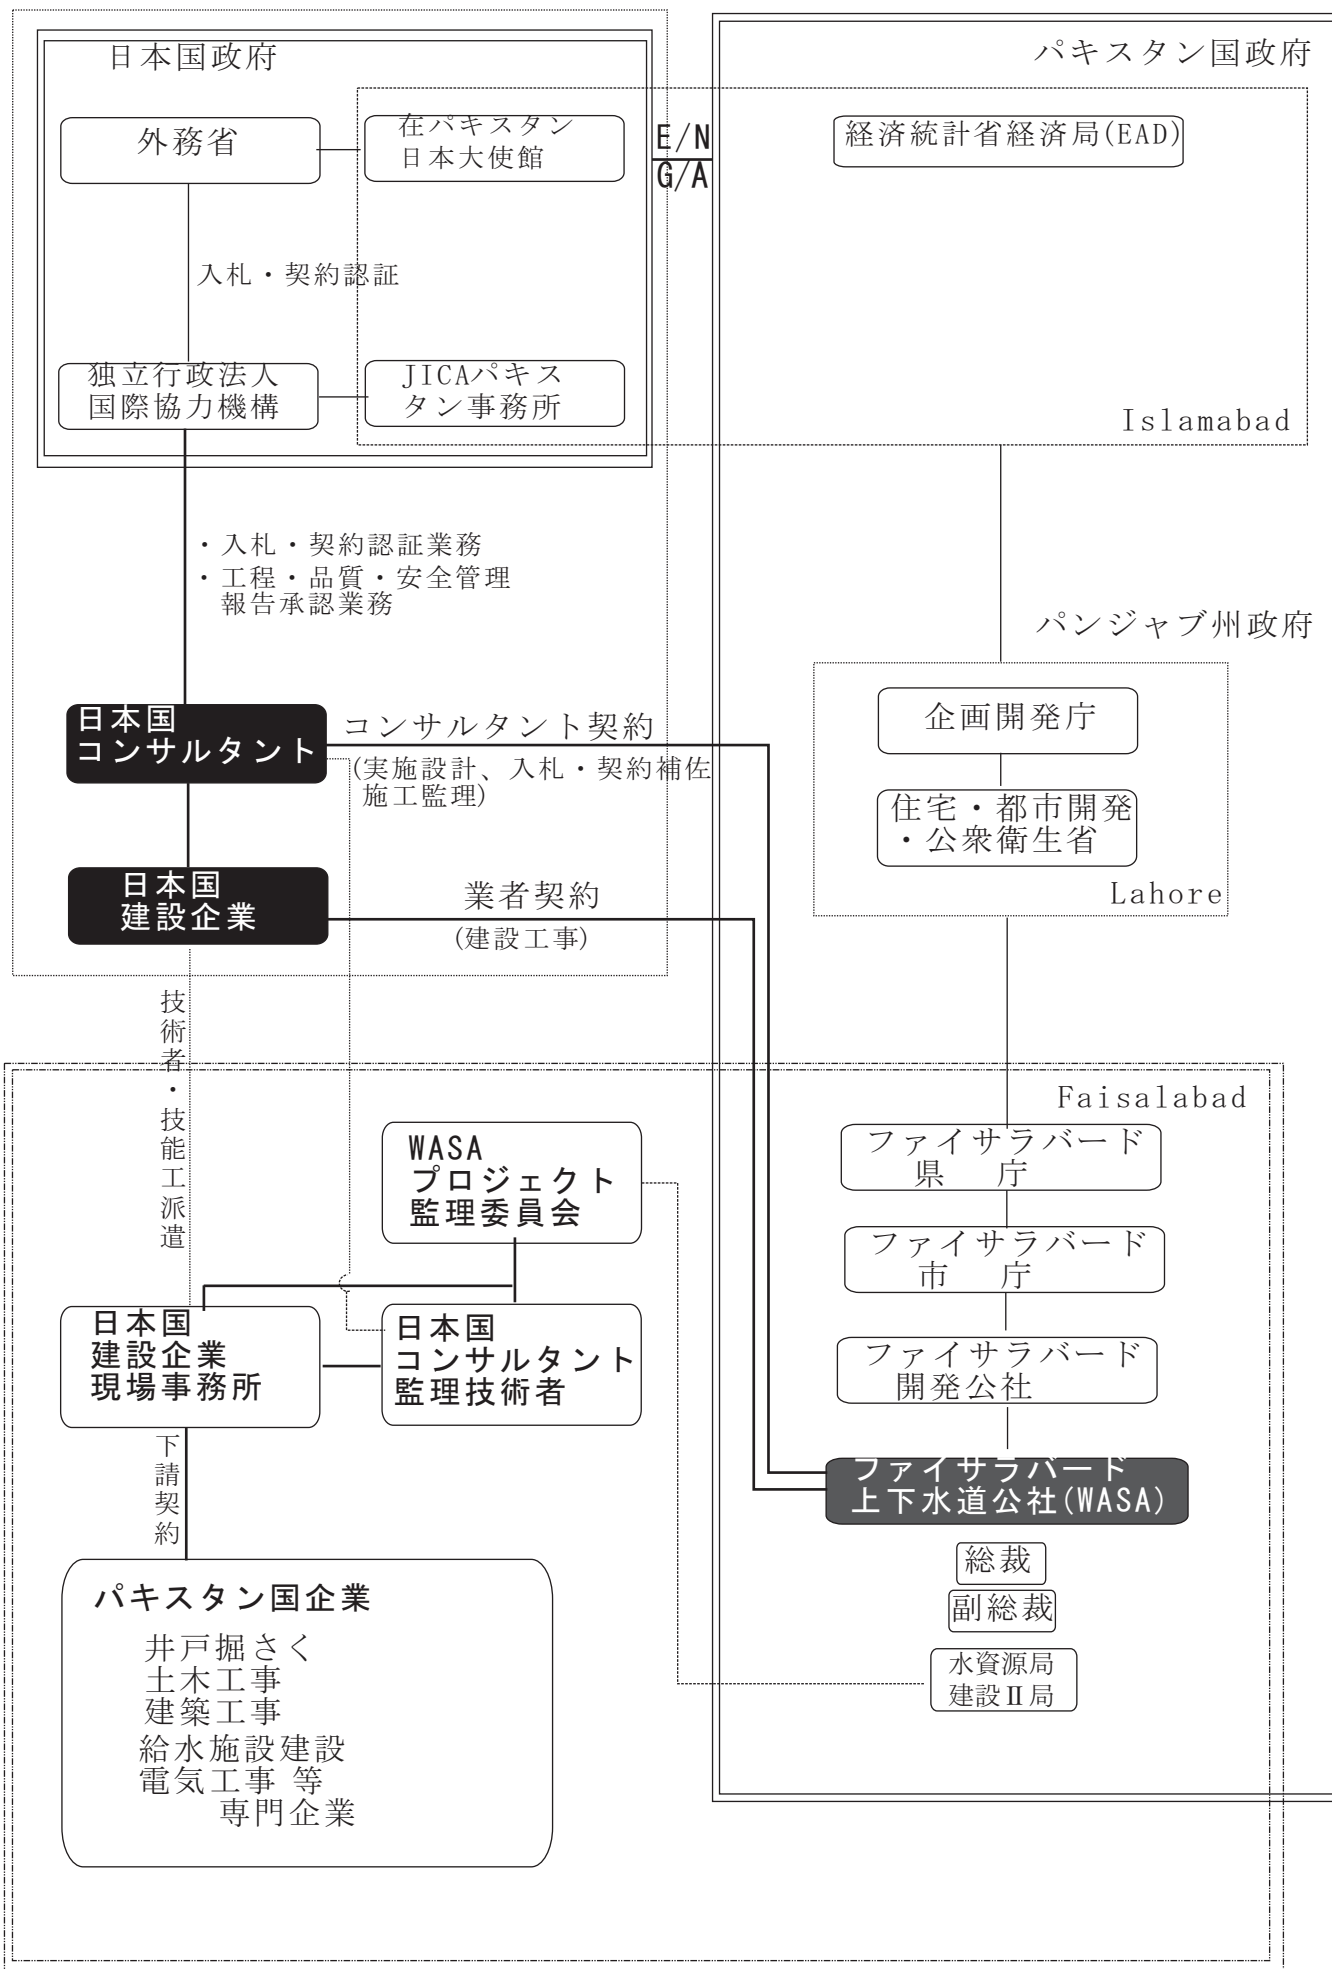 日本国政府
パキスタン国政府
外務省
在パキスタン
日本大使館
E/N
G/A
経済統計省経済局(EAD)
入札・契約認証
独立行政法人
国際協力機構
JICAパキス
タン事務所
Islamabad
・入札・契約認証業務
・工程・品質・安全管理
報告承認業務
パンジャブ州政府
日本国
コンサルタント
コンサルタント契約
(実施設計、入札・契約補佐
施工監理)
企画開発庁
住宅・都市開発
・公衆衛生省
Lahore
日本国
建設企業
業者契約
(建設工事)
技術者・技能工派遣
Faisalabad
WASA
プロジェクト
監理委員会
ファイサラバード
県　庁
ファイサラバード
市　庁
日本国
建設企業
現場事務所
日本国
コンサルタント
監理技術者
ファイサラバード
開発公社
下請契約
ファイサラバード
上下水道公社(WASA)
総裁
副総裁
水資源局
建設Ⅱ局
パキスタン国企業
井戸掘さく
土木工事
建築工事
給水施設建設
電気工事 等
専門企業